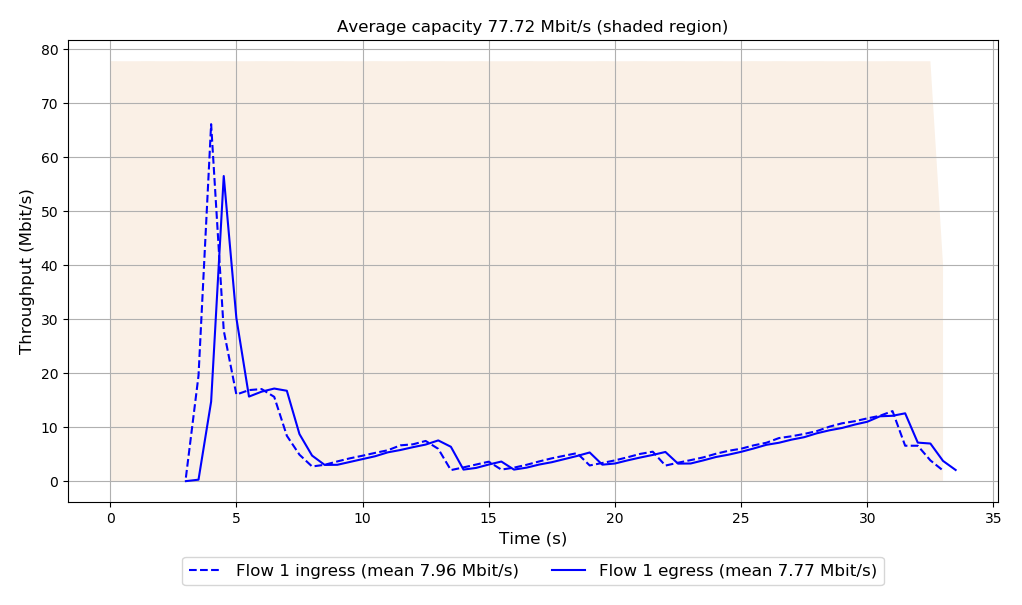 Average capacity 77.72 Mbit/s (shaded region)
Throughput (Mbit/s)
80
70
60
50
40
30
20
10
0
0 5 10 15 20 25 30 35
Time (s)
Flow 1 ingress (mean 7.96 Mbit/s) Flow 1 egress (mean 7.77 Mbit/s)